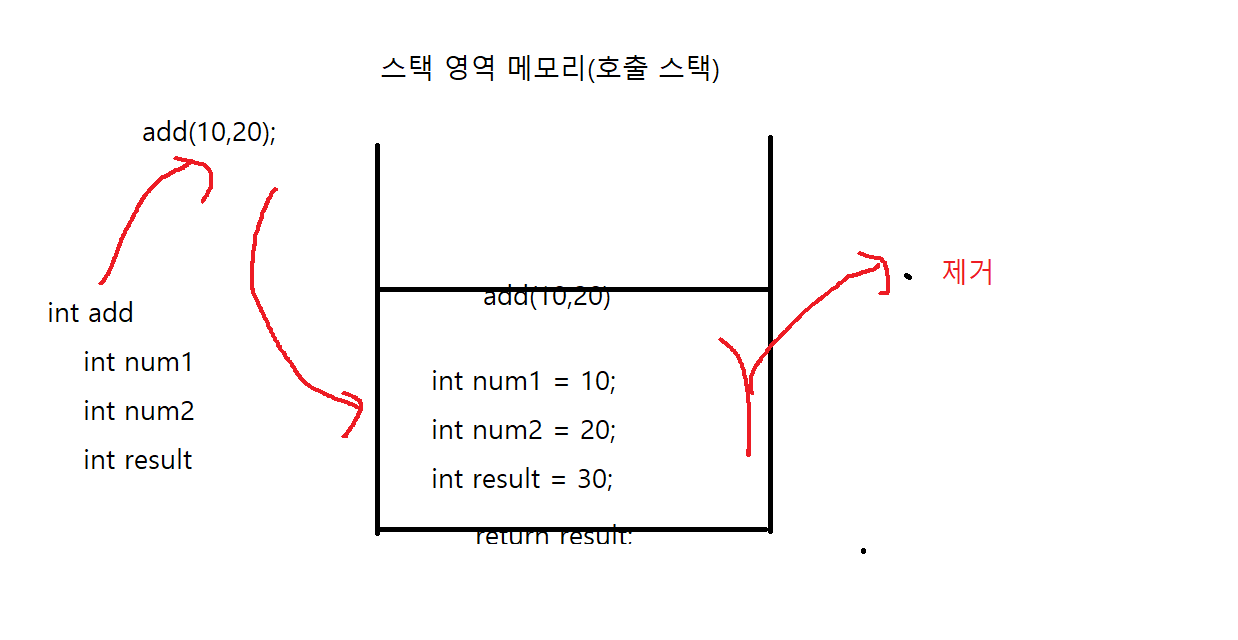 스택 영역 메모리(호출 스택)
add(10,20);
제거
add(10,20)
int add
int num1
int num2
int result
int num1 = 10;
int num2 = 20;
int result = 30;
return result;